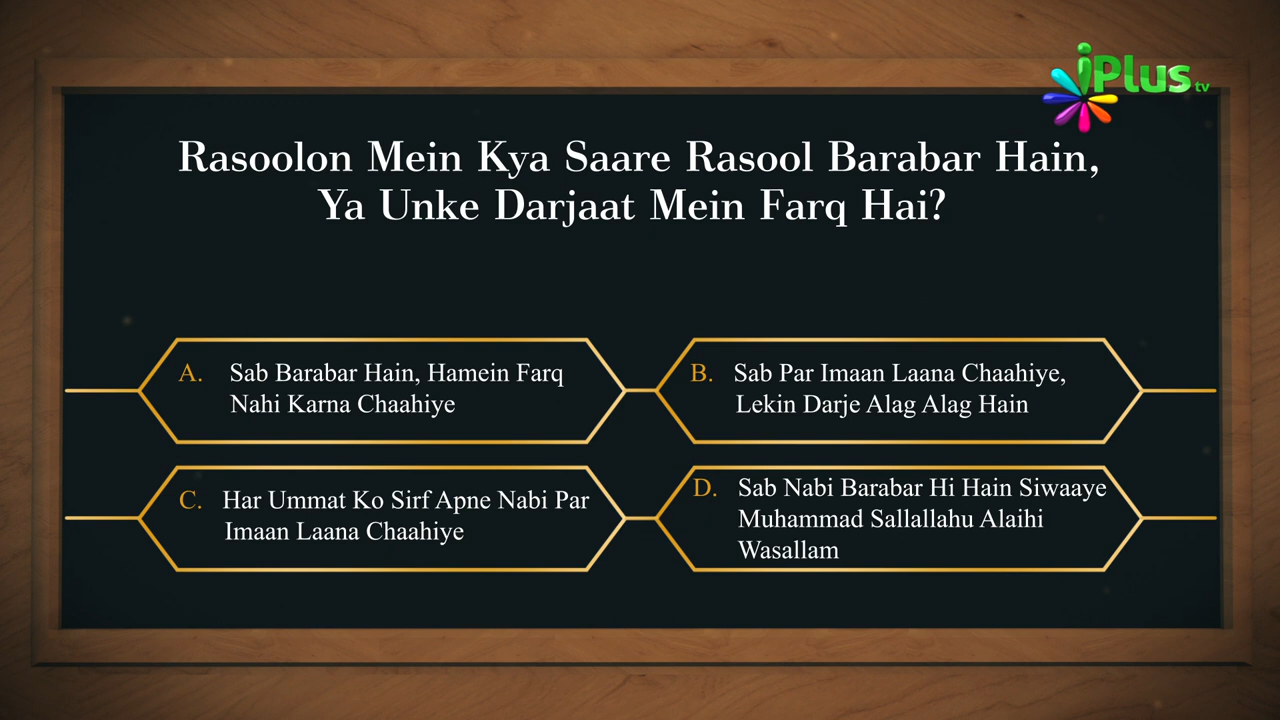 iPlus tv
Rasoolon Mein Kya Saare Rasool Barabar Hain,
Ya Unke Darjaat Mein Farq Hai?
A. Sab Barabar Hain, Hamein Farq
Nahi Karna Chaahiye
B. Sab Par Imaan Laana Chaahiye,
Lekin Darje Alag Alag Hain
C. Har Ummat Ko Sirf Apne Nabi Par
Imaan Laana Chaahiye
D. Sab Nabi Barabar Hi Hain Siwaaye
Muhammad Sallallahu Alaihi
Wasallam